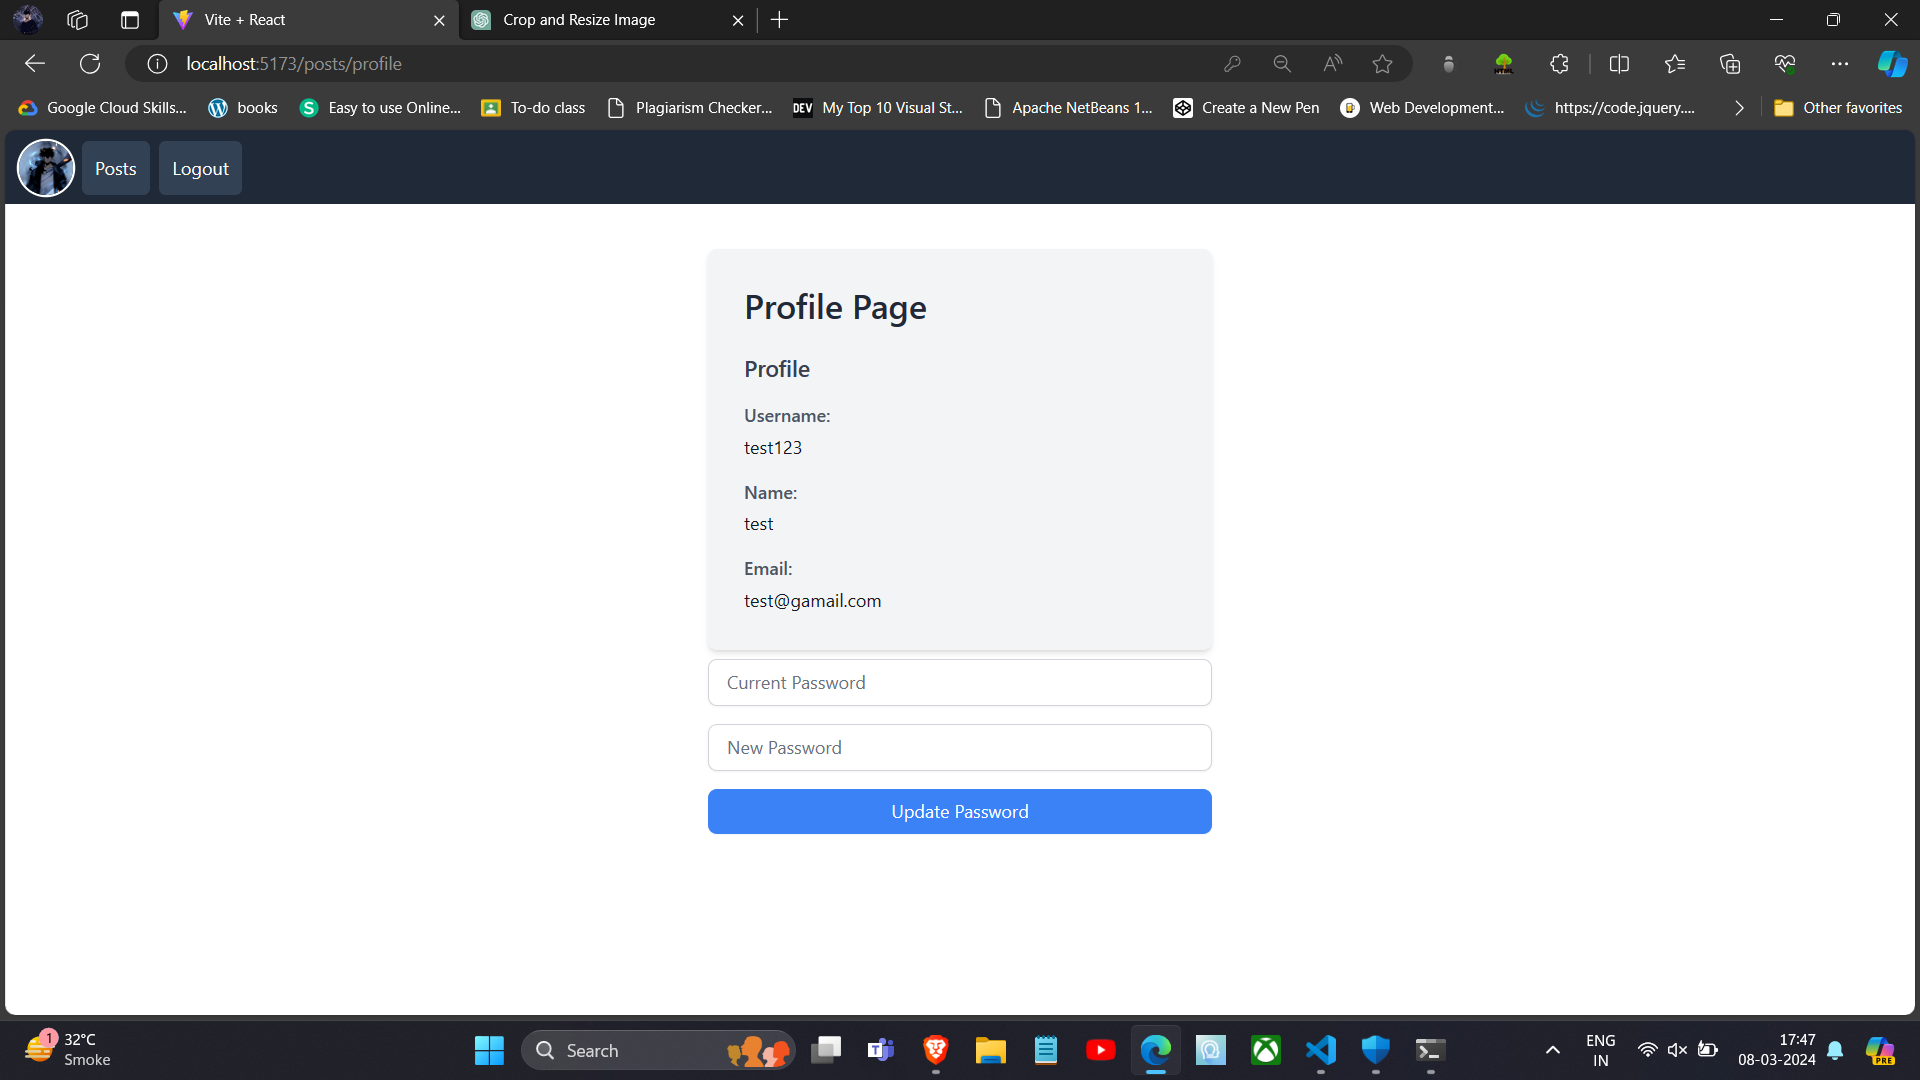 Vite + React
Crop and Resize Image
localhost:5173/posts/profile
Google Cloud Skills...
books
Easy to use Online...
To-do class
Plagiarism Checker...
DEV
My Top 10 Visual St...
Apache NetBeans 1...
Create a New Pen
Web Development...
https://code.jquery....
Other favorites
Posts
Logout
Profile Page
Profile
Username:
test123
Name:
test
Email:
test@gamail.com
Current Password
New Password
Update Password
1
32°C
Smoke
Search
ENG
IN
17:47
08-03-2024
PRE